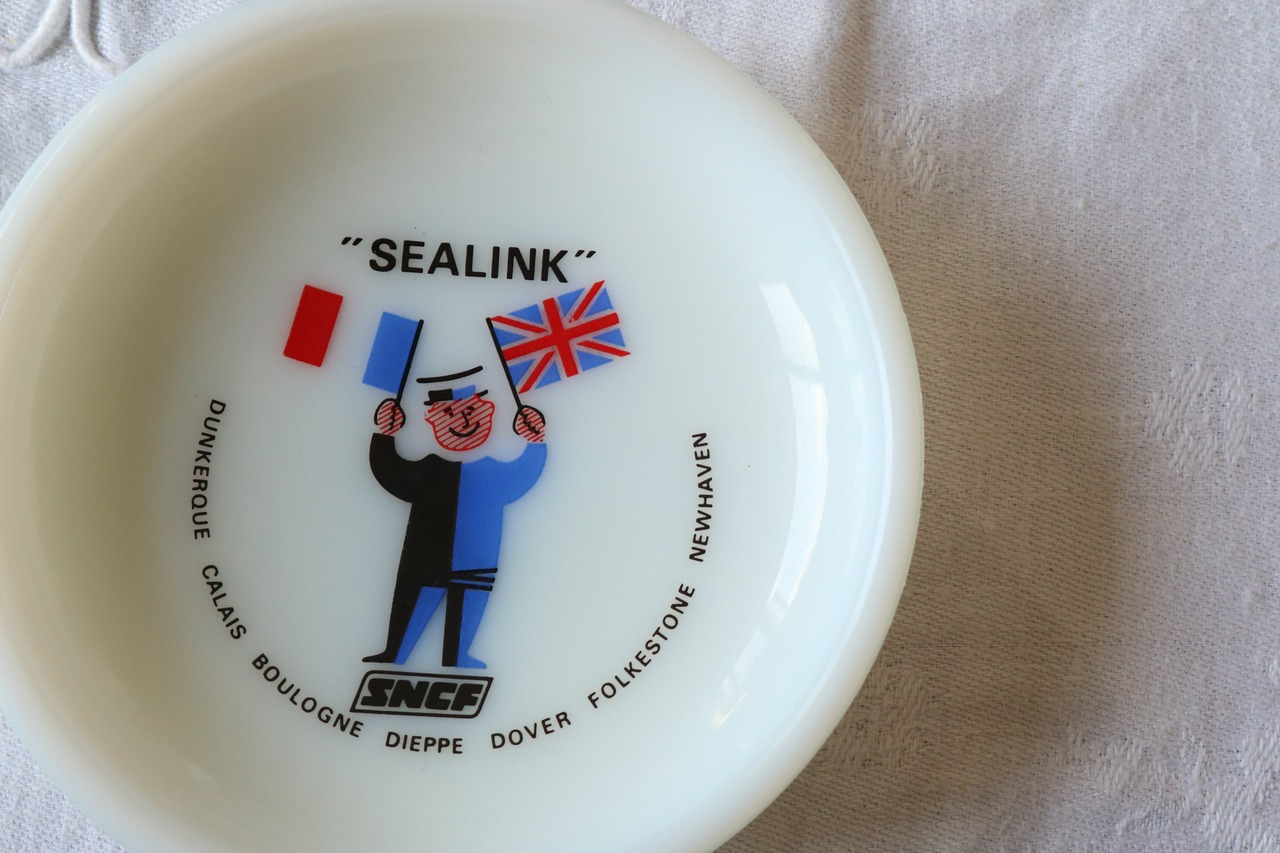 "SEALINK"
SNCF
DUNKERQUE CALAIS BOULOGNE DIEPPE DOVER FOLKESTONE NEWHAVEN